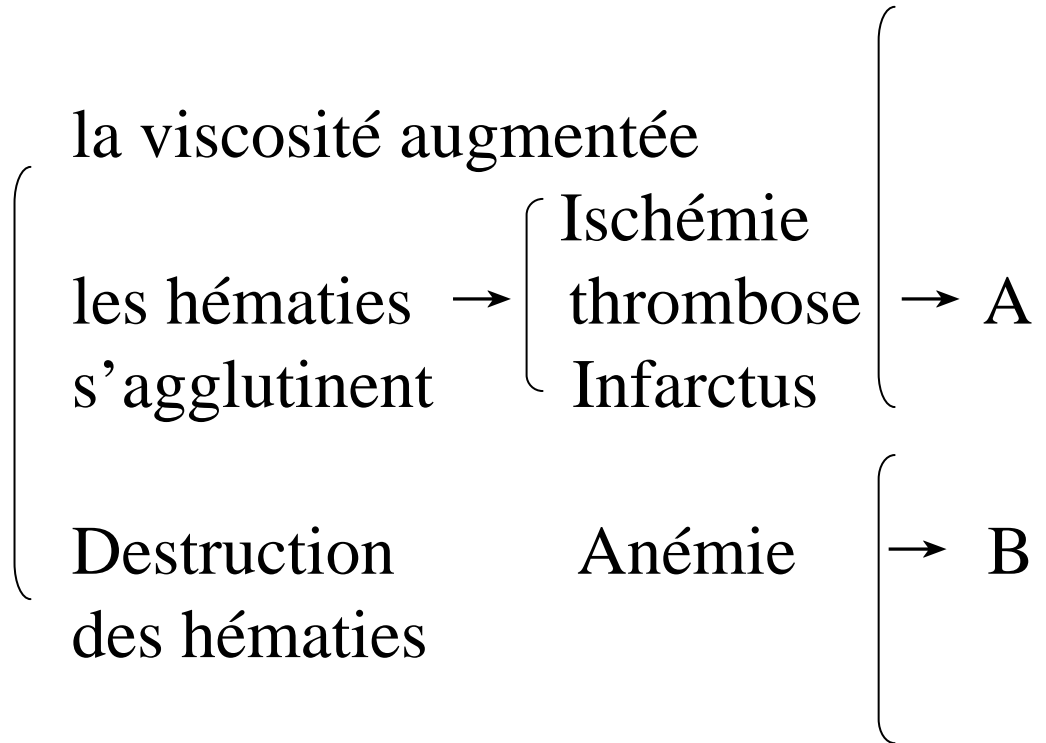 la viscosité augmentée
Ischémie
les hématies → thrombose → A
s’agglutinent Infarctus
Destruction Anémie → B
des hématies